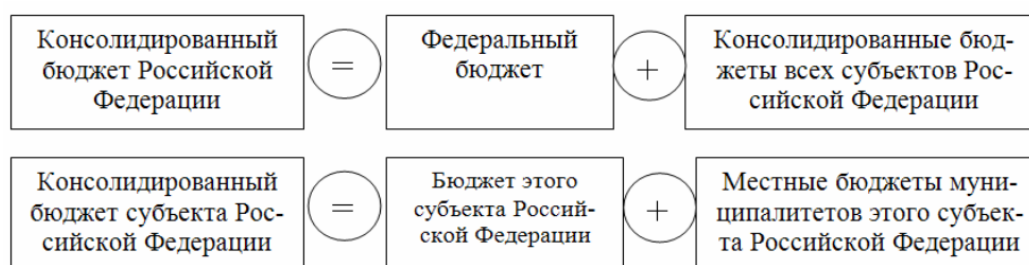 Консолидированный
бюджет Российской
Федерации
=
Федеральный
бюджет
+
Консолидированные бюд-
жеты всех субъектов Рос-
сийской Федерации
Консолидированный
бюджет субъекта Рос-
сийской Федерации
=
Бюджет этого
субъекта Россий-
ской Федерации
+
Местные бюджеты муни-
ципалитетов этого субъек-
та Российской Федерации